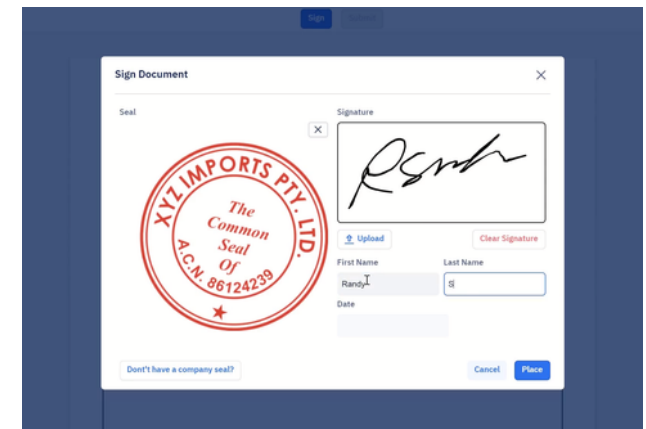 Sign
Sign Document
Seal
XYZ IMPORTS PTY. LTD.
The
Common
Seal
Of
A.C.N. 86124239
Signature
Upload
Clear Signature
First Name
Last Name
Randy
S
Date
Dont't have a company seal?
Cancel
Place